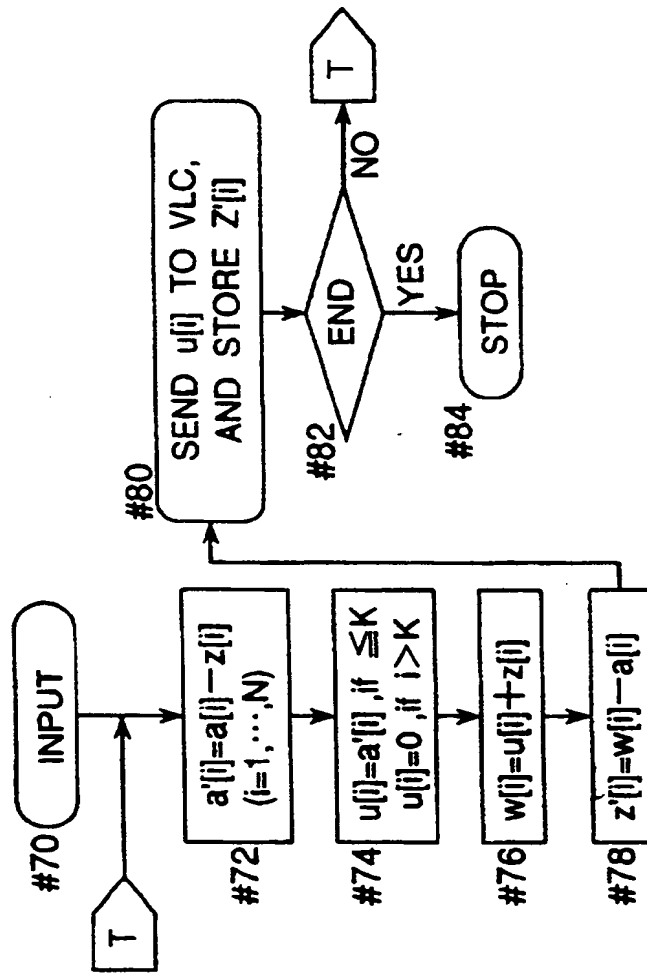 #70
INPUT
T
#72
a'[i]=a[i]−z[i]
(i=1,···,N)
#74
u[i]=a'[i] ,if ≦K
u[i]=0 ,if i>K
#76
w[i]=u[i]+z[i]
#78
z'[i]=w[i]−a[i]
#80
SEND u[i] TO VLC,
AND STORE Z'[i]
#82
END
NO
T
YES
#84
STOP